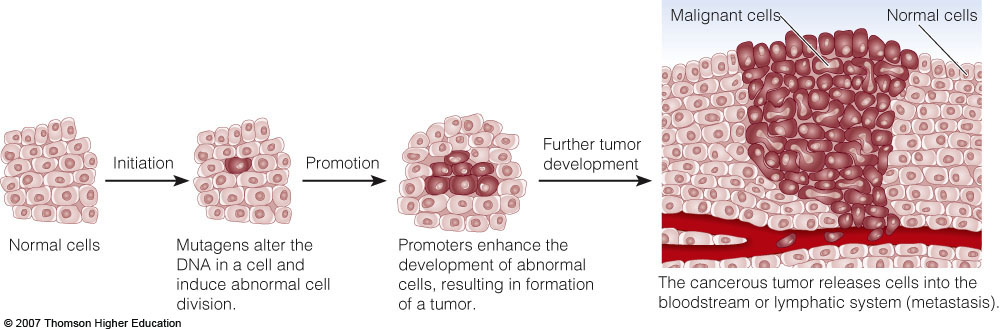 Malignant cells
Normal cells
Initiation
Promotion
Further tumor
development
Normal cells
Mutagens alter the
DNA in a cell and
induce abnormal cell
division.
Promoters enhance the
development of abnormal
cells, resulting in formation
of a tumor.
The cancerous tumor releases cells into the
bloodstream or lymphatic system (metastasis).
© 2007 Thomson Higher Education